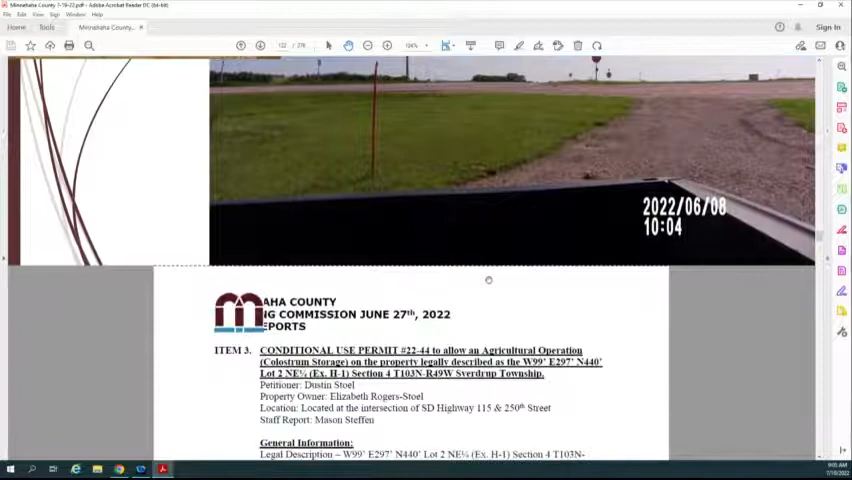 Minnehaha County 7-19-22.pdf - Adobe Acrobat Reader DC (64-bit)
File Edit View Sign Window Help
Home Tools Minnehaha County... × Sign In
122 / 276 124%
2022/06/08
10:04
AHA COUNTY
NG COMMISSION JUNE 27th, 2022
EPORTS
ITEM 3. CONDITIONAL USE PERMIT #22-44 to allow an Agricultural Operation
(Colostrum Storage) on the property legally described as the W99' E297' N440'
Lot 2 NE¼ (Ex. H-1) Section 4 T103N-R49W Sverdrup Township.
Petitioner: Dustin Stoel
Property Owner: Elizabeth Rogers-Stoel
Location: Located at the intersection of SD Highway 115 & 250th Street
Staff Report: Mason Steffen
General Information:
Legal Description – W99' E297' N440' Lot 2 NE¼ (Ex. H-1) Section 4 T103N-
9:05 AM
7/19/2022